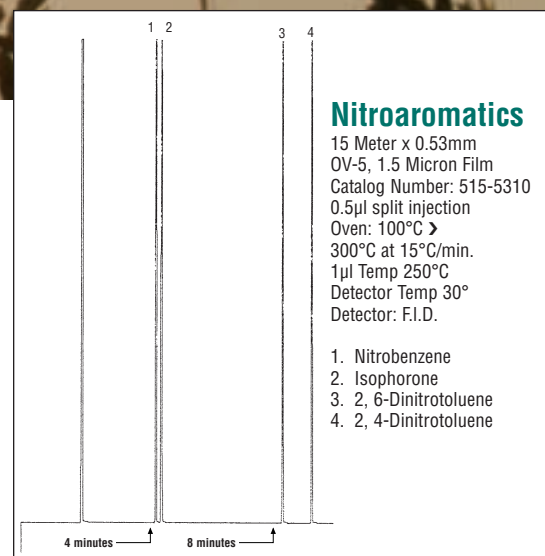 1 2 3 4
Nitroaromatics
15 Meter x 0.53mm
OV-5, 1.5 Micron Film
Catalog Number: 515-5310
0.5µl split injection
Oven: 100°C ❯
300°C at 15°C/min.
1µl Temp 250°C
Detector Temp 30°
Detector: F.I.D.
1. Nitrobenzene
2. Isophorone
3. 2, 6-Dinitrotoluene
4. 2, 4-Dinitrotoluene
4 minutes 8 minutes